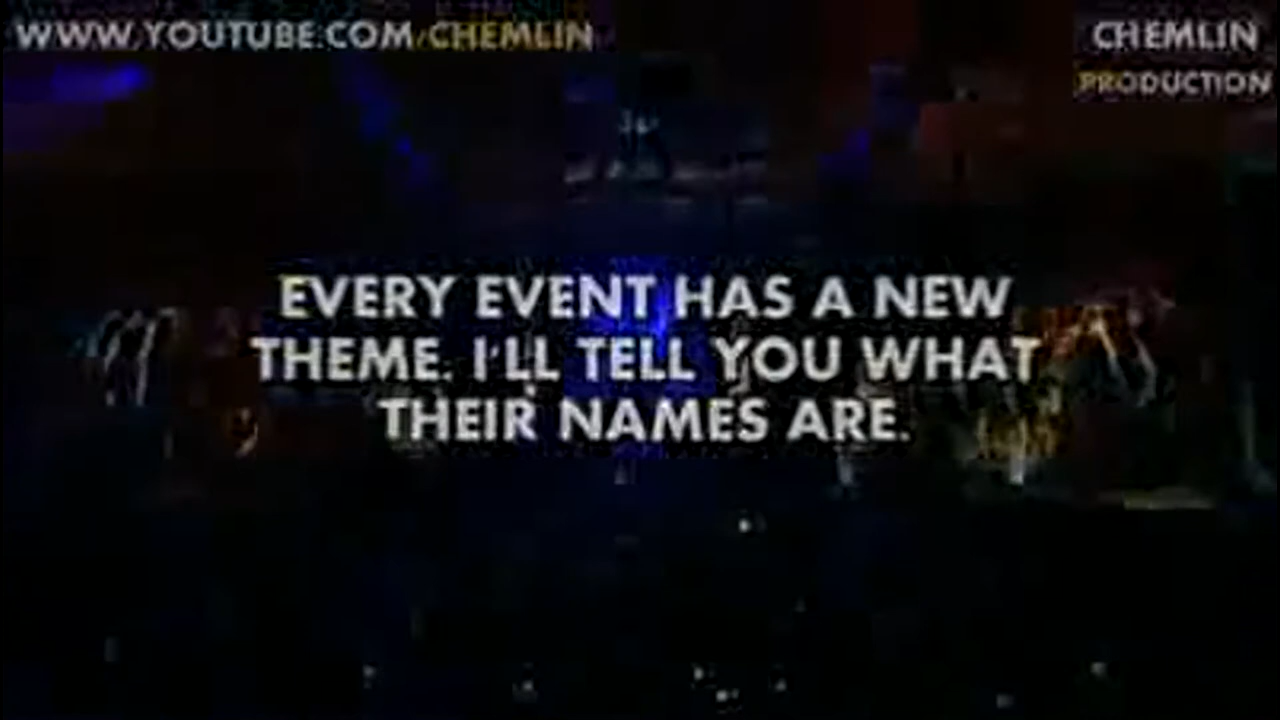 WWW.YOUTUBE.COM/CHEMLIN
CHEMLIN
PRODUCTION
EVERY EVENT HAS A NEW
THEME. I'LL TELL YOU WHAT
THEIR NAMES ARE.